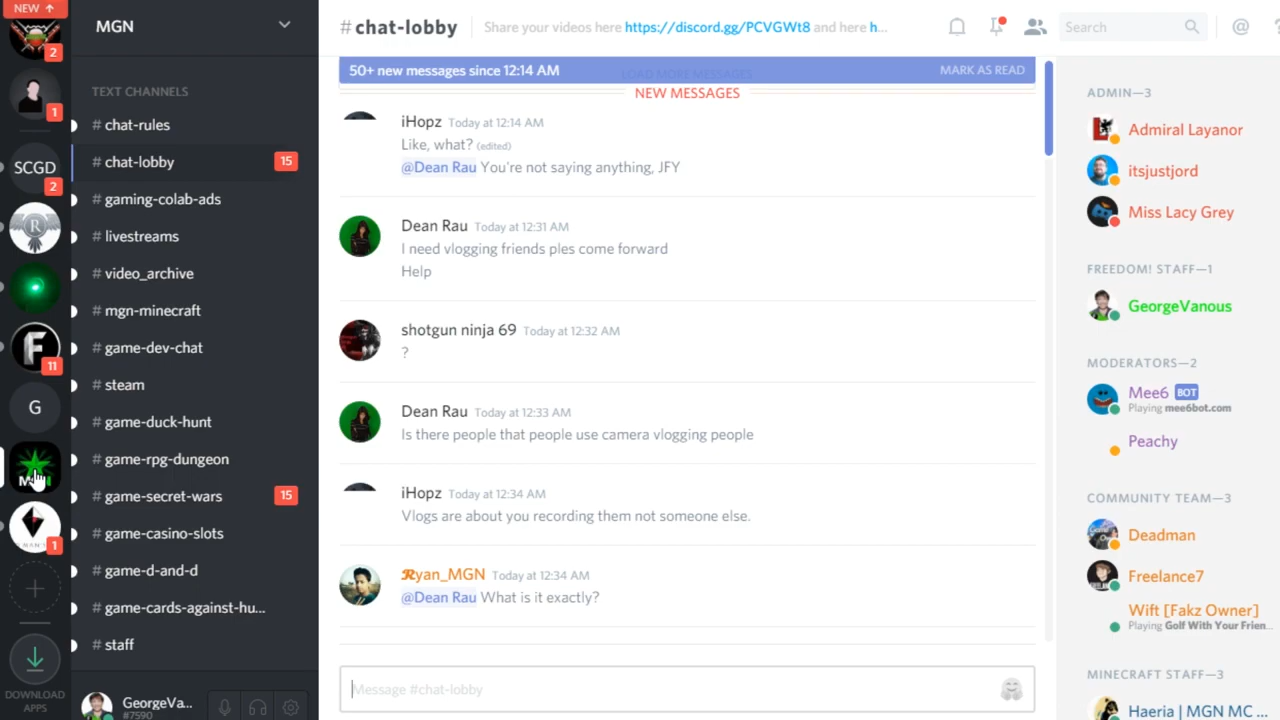 NEW ↑
2
1
SCGD
2
R
F
11
G
1
+
DOWNLOAD
APPS
MGN
TEXT CHANNELS
# chat-rules
# chat-lobby 15
# gaming-colab-ads
# livestreams
# video_archive
# mgn-minecraft
# game-dev-chat
# steam
# game-duck-hunt
# game-rpg-dungeon
# game-secret-wars 15
# game-casino-slots
# game-d-and-d
# game-cards-against-hu...
# staff
GeorgeVa...
#7590
# chat-lobby
Share your videos here https://discord.gg/PCVGWt8 and here h...
Search
@
50+ new messages since 12:14 AM
LOAD MORE MESSAGES
MARK AS READ
NEW MESSAGES
iHopz Today at 12:14 AM
Like, what? (edited)
@Dean Rau You're not saying anything, JFY
Dean Rau Today at 12:31 AM
I need vlogging friends ples come forward
Help
shotgun ninja 69 Today at 12:32 AM
?
Dean Rau Today at 12:33 AM
Is there people that people use camera vlogging people
iHopz Today at 12:34 AM
Vlogs are about you recording them not someone else.
Ryan_MGN Today at 12:34 AM
@Dean Rau What is it exactly?
Message #chat-lobby
ADMIN—3
Admiral Layanor
itsjustjord
Miss Lacy Grey
FREEDOM! STAFF—1
GeorgeVanous
MODERATORS—2
Mee6 BOT
Playing mee6bot.com
Peachy
COMMUNITY TEAM—3
Deadman
Freelance7
Wift [Fakz Owner]
Playing Golf With Your Frien...
MINECRAFT STAFF—3
Haeria | MGN MC ...